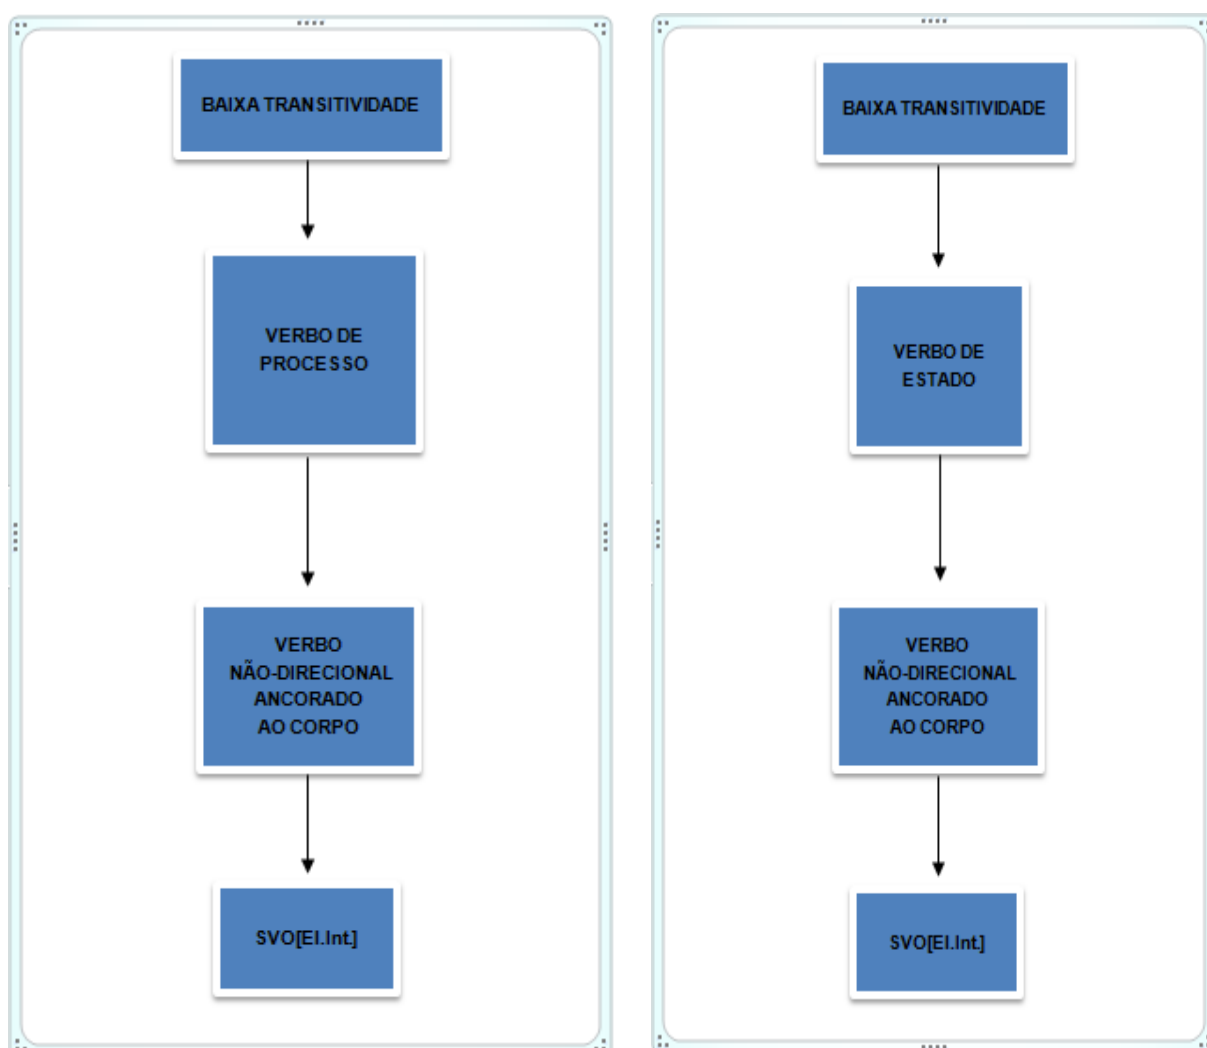 BAIXA TRANSITIVIDADE
VERBO DE
PROCESSO
VERBO
NÃO-DIRECIONAL
ANCORADO
AO CORPO
SVO[El.Int.]
BAIXA TRANSITIVIDADE
VERBO DE
ESTADO
VERBO
NÃO-DIRECIONAL
ANCORADO
AO CORPO
SVO[El.Int.]